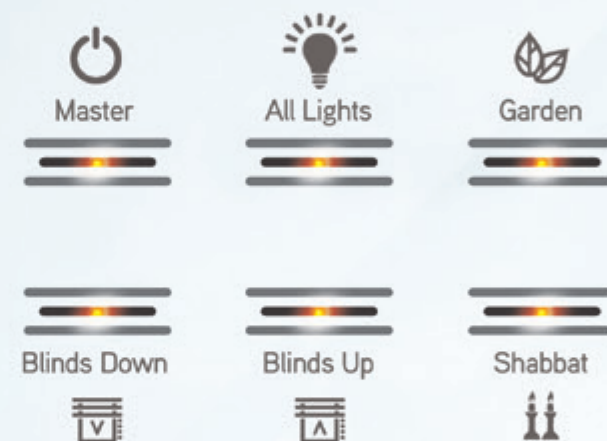 Master
All Lights
Garden
Blinds Down
Blinds Up
Shabbat